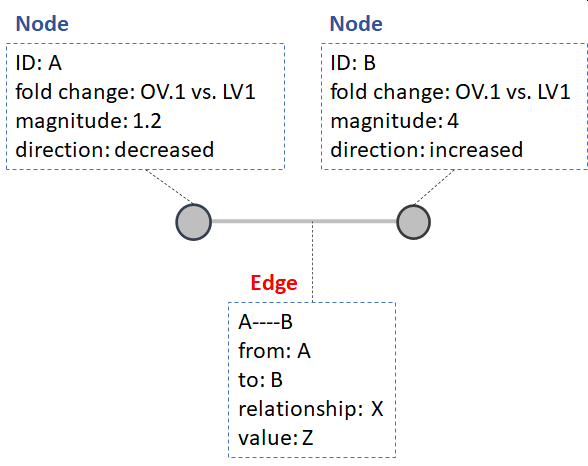 Node
ID: A
fold change: OV.1 vs. LV1
magnitude: 1.2
direction: decreased
Node
ID: B
fold change: OV.1 vs. LV1
magnitude: 4
direction: increased
Edge
A----B
from: A
to: B
relationship: X
value: Z